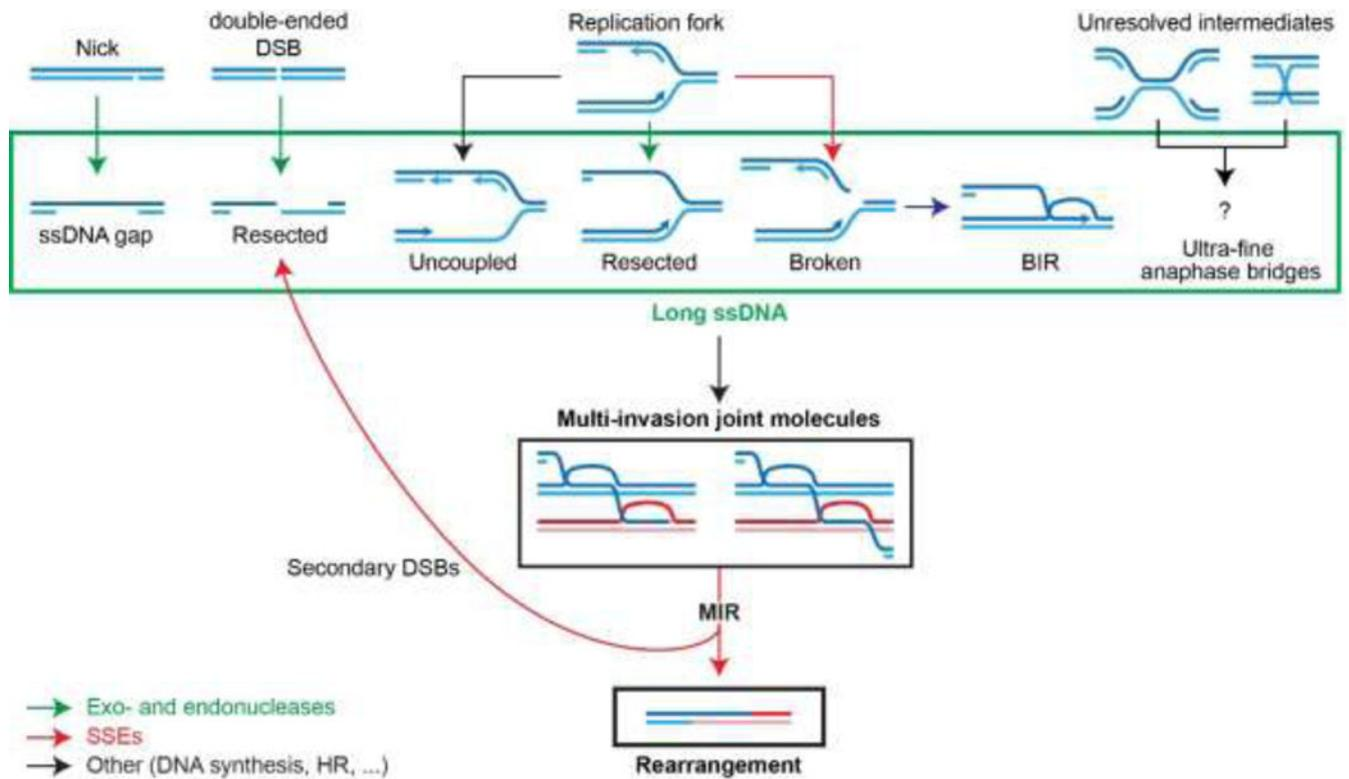 Nick
double-ended
DSB
Replication fork
Unresolved intermediates
ssDNA gap
Resected
Uncoupled
Resected
Broken
BIR
?
Ultra-fine
anaphase bridges
Long ssDNA
Multi-invasion joint molecules
Secondary DSBs
MIR
Exo- and endonucleases
SSEs
Other (DNA synthesis, HR, ...)
Rearrangement